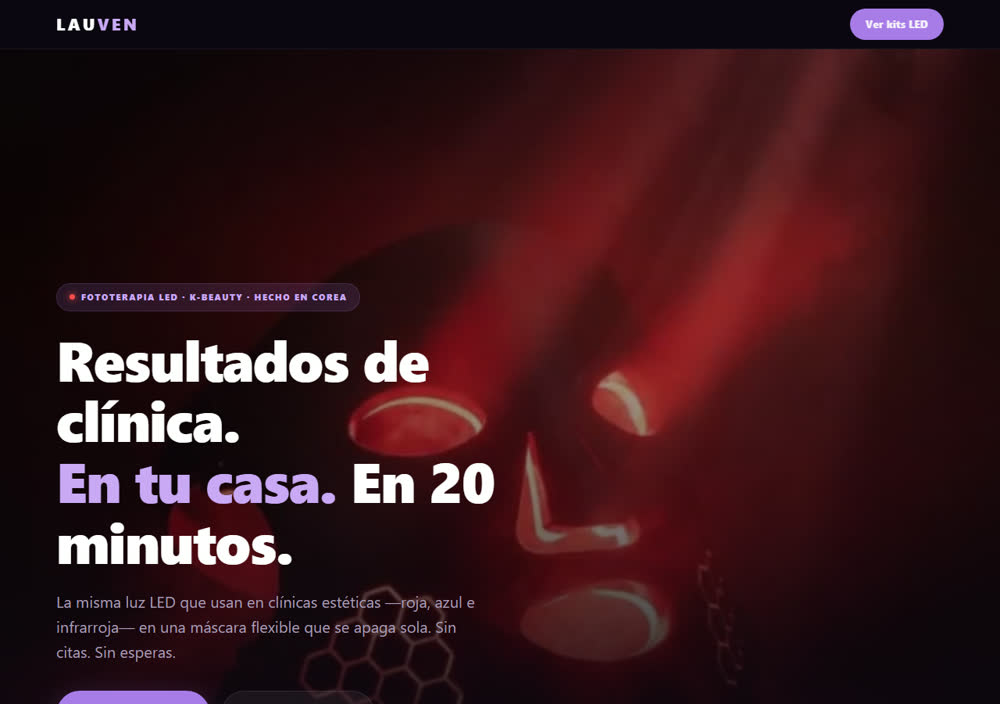 LAUVEN
Ver kits LED
FOTOTERAPIA LED · K-BEAUTY · HECHO EN COREA
Resultados de
clínica.
En tu casa. En 20
minutos.
La misma luz LED que usan en clínicas estéticas —roja, azul e
infrarroja— en una máscara flexible que se apaga sola. Sin
citas. Sin esperas.